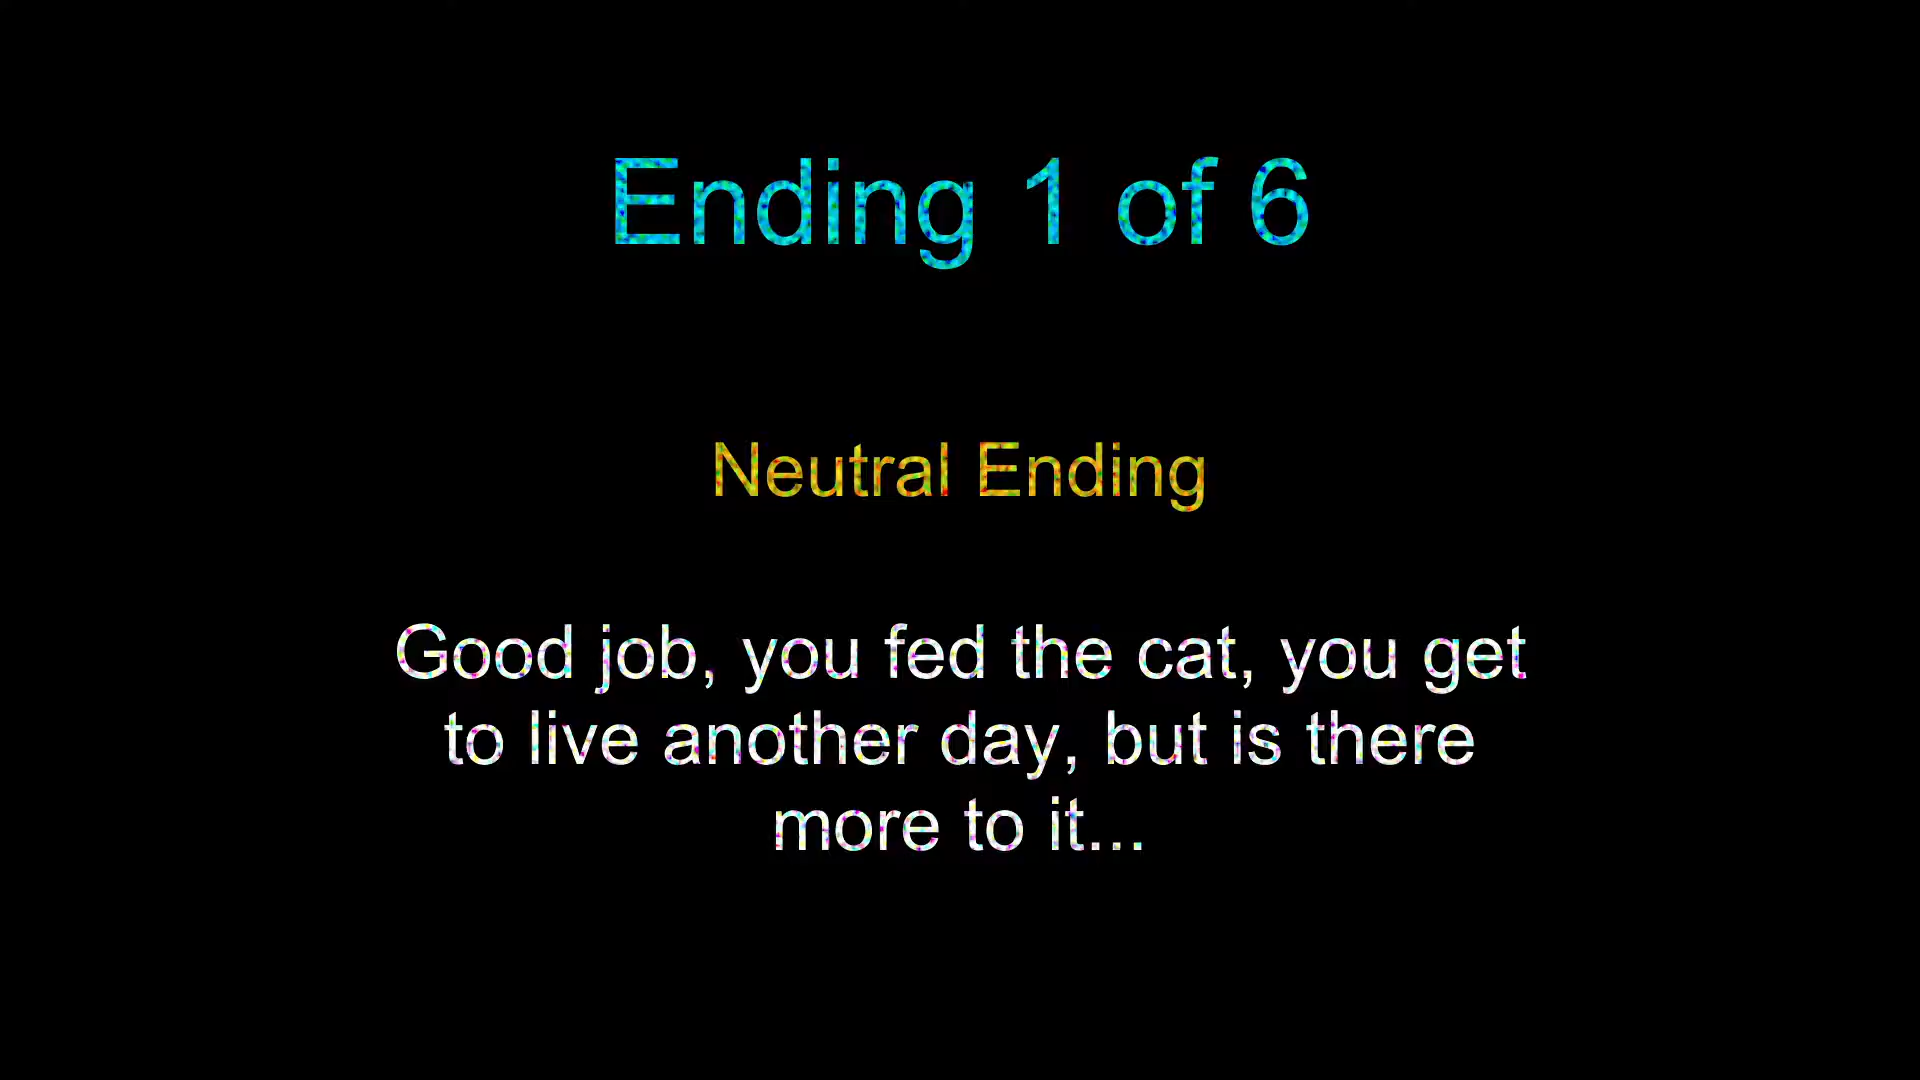 Ending 1 of 6
Neutral Ending
Good job, you fed the cat, you get
to live another day, but is there
more to it...